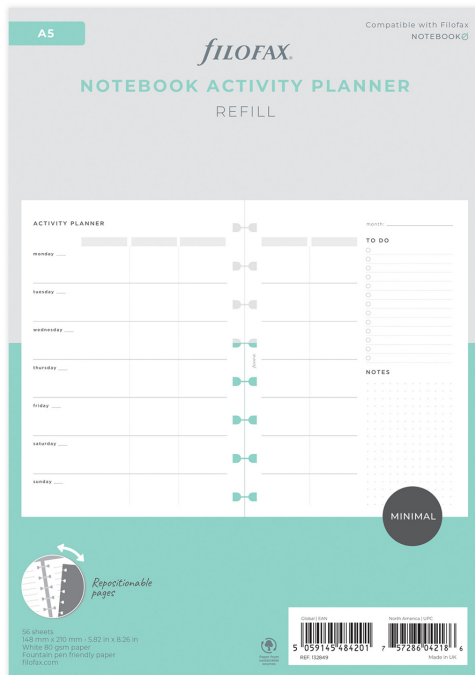 A5
Compatible with Filofax
NOTEBOOK
fILOFAX®
NOTEBOOK ACTIVITY PLANNER
REFILL
ACTIVITY PLANNER
month:
TO DO
monday
tuesday
wednesday
thursday
friday
saturday
sunday
NOTES
MINIMAL
Repositionable
pages
56 sheets
148 mm x 210 mm - 5.82 in x 8.26 in
White 80 gsm paper
Fountain pen friendly paper
filofax.com
Global | EAN
5 059145 484201
REF. 132849
North America | UPC
7 57286 04218 6
Made in UK